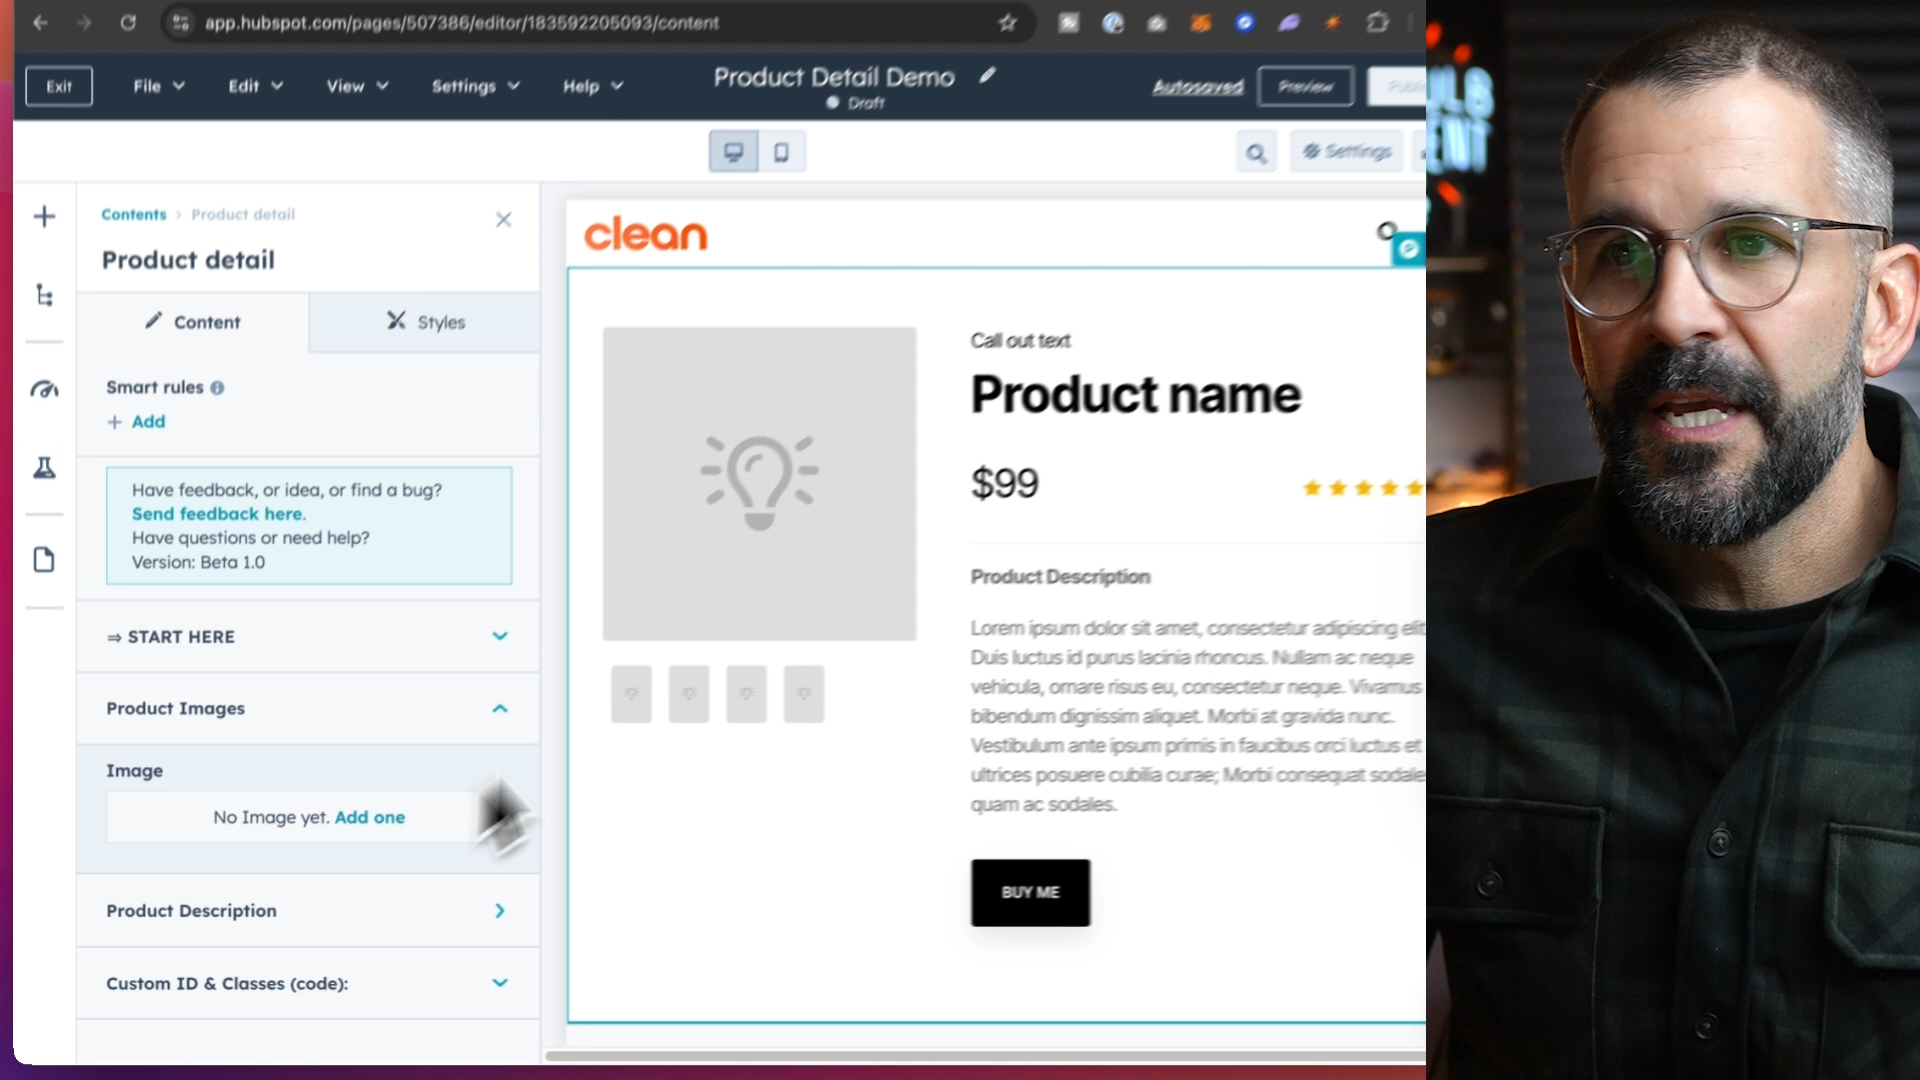 app.hubspot.com/pages/507386/editor/183592205093/content
Exit
File
Edit
View
Settings
Help
Product Detail Demo
Draft
Autosaved
Preview
Settings
Contents › Product detail
Product detail
Content
Styles
Smart rules
+ Add
Have feedback, or idea, or find a bug?
Send feedback here.
Have questions or need help?
Version: Beta 1.0
⇒ START HERE
Product Images
Image
No Image yet. Add one
Product Description
Custom ID & Classes (code):
clean
Call out text
Product name
$99
Product Description
Lorem ipsum dolor sit amet, consectetur adipiscing elit
Duis luctus id purus lacinia rhoncus. Nullam ac neque
vehicula, ornare risus eu, consectetur neque. Vivamus
bibendum dignissim aliquet. Morbi at gravida nunc.
Vestibulum ante ipsum primis in faucibus orci luctus et
ultrices posuere cubilia curae; Morbi consequat sodale
quam ac sodales.
BUY ME